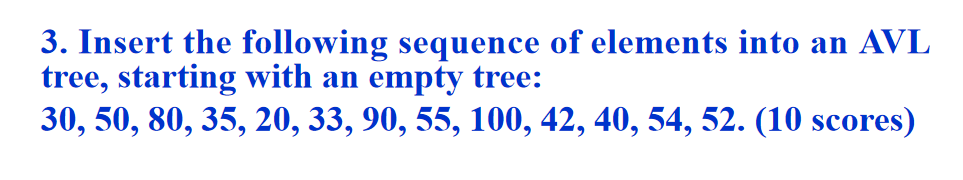 3. Insert the following sequence of elements into an AVL
tree, starting with an empty tree:
30, 50, 80, 35, 20, 33, 90, 55, 100, 42, 40, 54, 52. (10 scores)